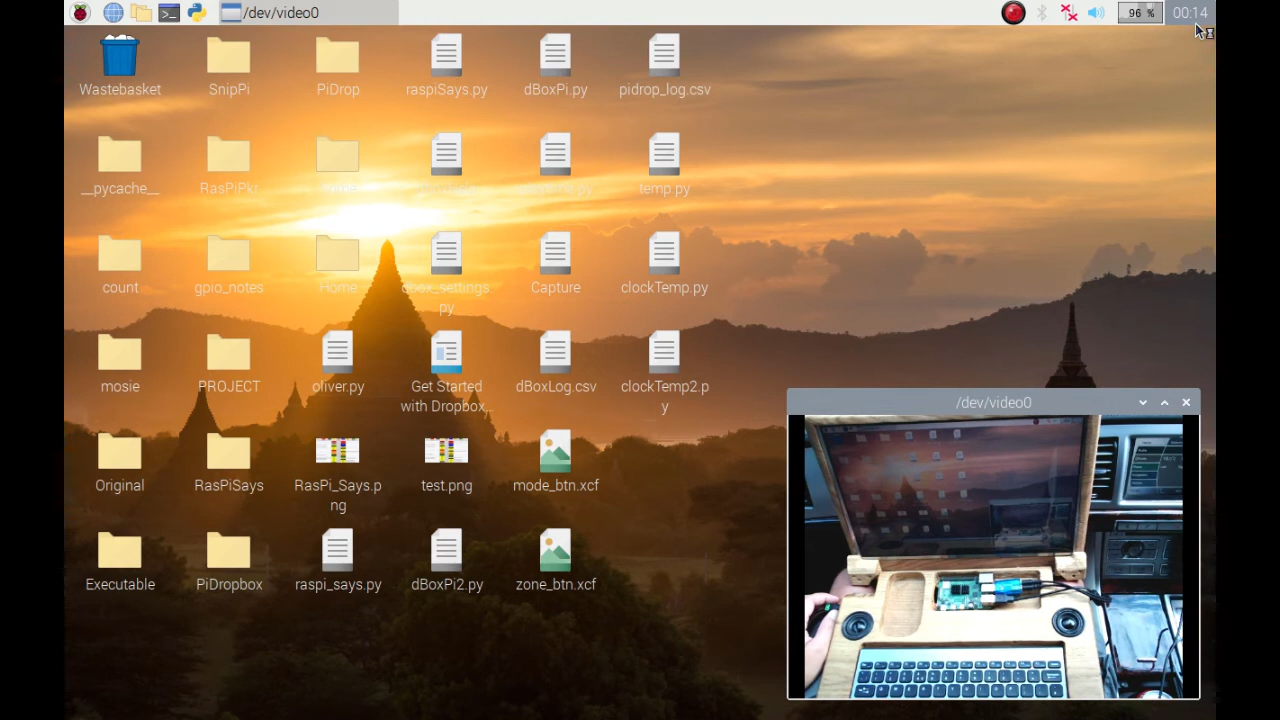 /dev/video0
96 %
00:14
Wastebasket
SnipPi
PiDrop
raspiSays.py
dBoxPi.py
pidrop_log.csv
__pycache__
RasPiPkr
temp.py
count
gpio_notes
Home
dbox_settings.
py
Capture
clockTemp.py
mosie
PROJECT
oliver.py
Get Started
with Dropbox...
dBoxLog.csv
clockTemp2.p
y
/dev/video0
Original
RasPiSays
RasPi_Says.p
ng
test.png
mode_btn.xcf
Executable
PiDropbox
raspi_says.py
dBoxPi2.py
zone_btn.xcf